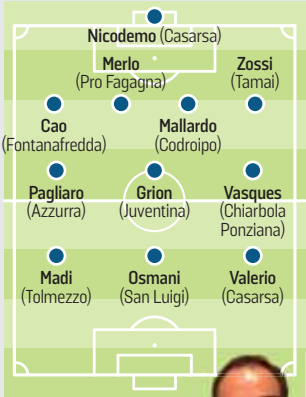 Nicodemo (Casarsa)
Merlo
(Pro Fagagna)
Zossi
(Tamai)
Cao
(Fontanafredda)
Mallardo
(Codroipo)
Pagliaro
(Azzurra)
Grion
(Juventina)
Vasques
(Chiarbola
Ponziana)
Madi
(Tolmezzo)
Osmani
(San Luigi)
Valerio
(Casarsa)